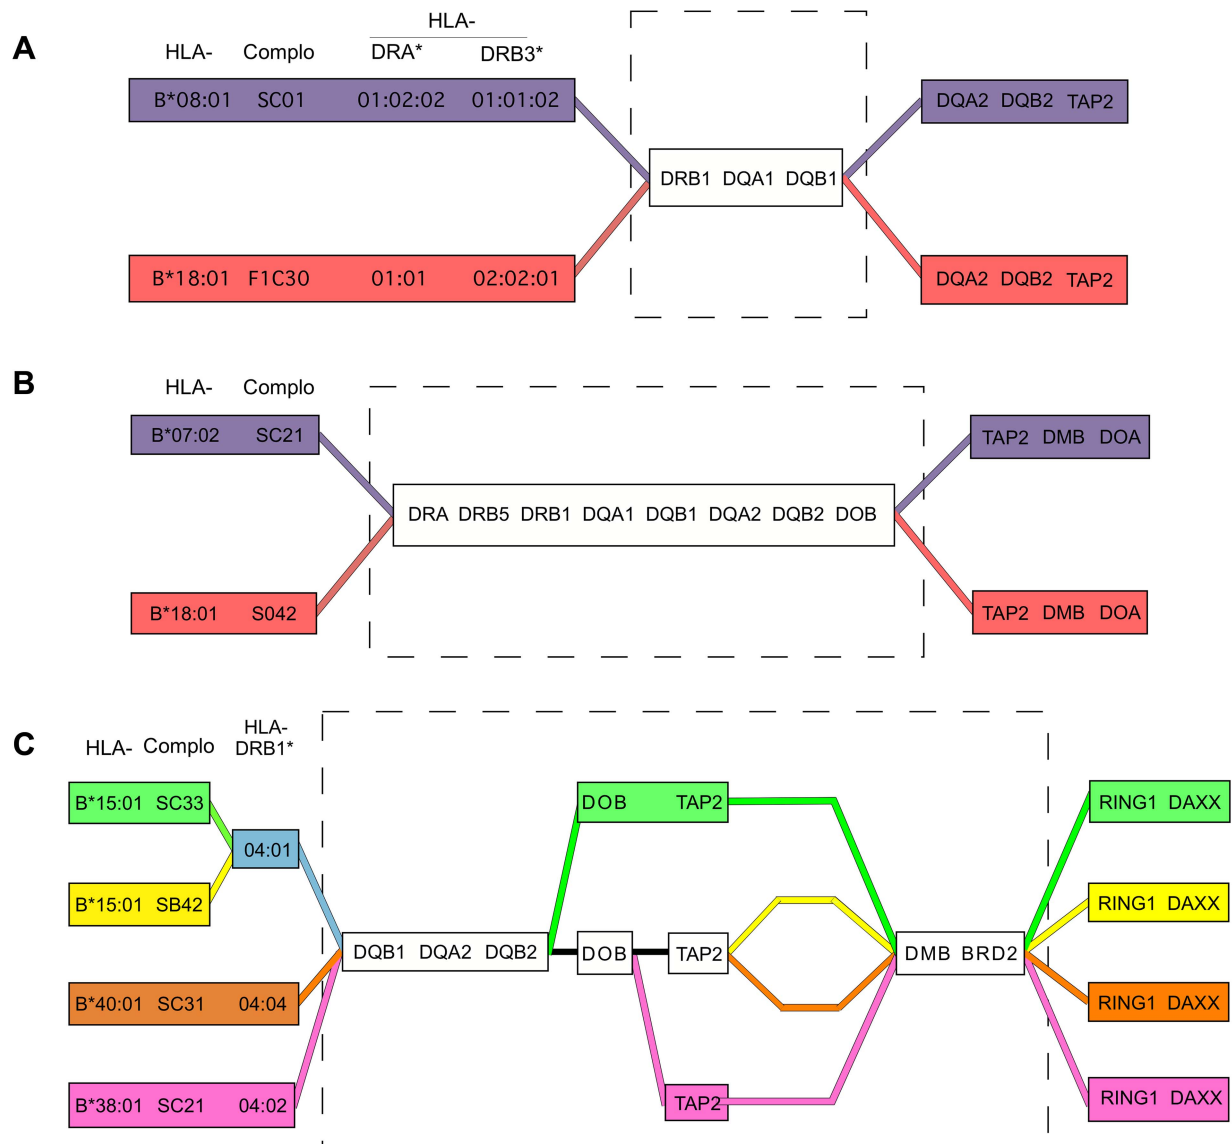 A
HLA-
HLA- Complo DRA* DRB3*
B*08:01 SC01 01:02:02 01:01:02
DQA2 DQB2 TAP2
DRB1 DQA1 DQB1
B*18:01 F1C30 01:01 02:02:01
DQA2 DQB2 TAP2
B
HLA- Complo
B*07:02 SC21
TAP2 DMB DOA
DRA DRB5 DRB1 DQA1 DQB1 DQA2 DQB2 DOB
B*18:01 S042
TAP2 DMB DOA
C
HLA- Complo
HLA-
DRB1*
B*15:01 SC33
DOB TAP2
RING1 DAXX
04:01
B*15:01 SB42
RING1 DAXX
DQB1 DQA2 DQB2
DOB
TAP2
DMB BRD2
B*40:01 SC31 04:04
RING1 DAXX
B*38:01 SC21 04:02
TAP2
RING1 DAXX